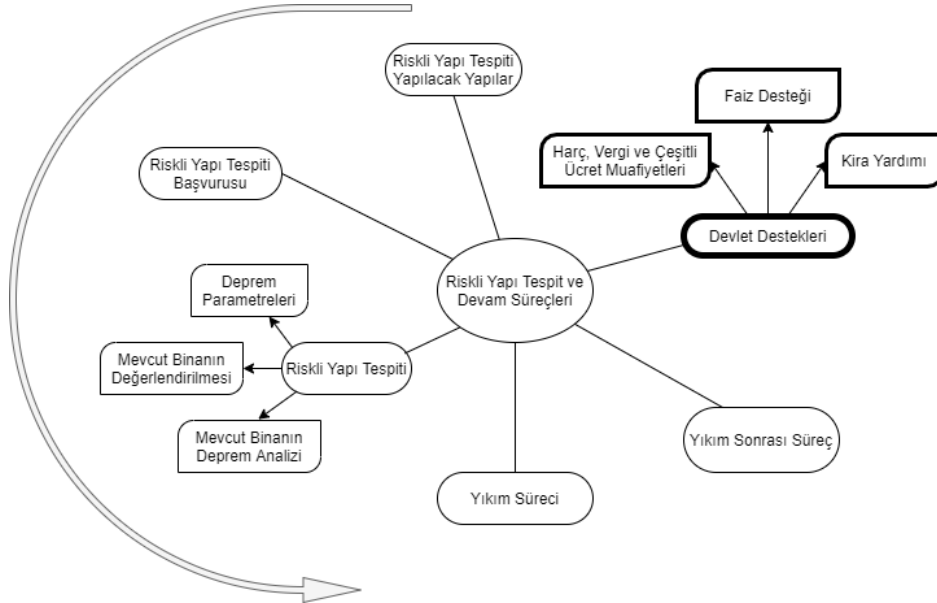 Riskli Yapı Tespiti
Yapılacak Yapılar
Faiz Desteği
Harç, Vergi ve Çeşitli
Ücret Muafiyetleri
Kira Yardımı
Riskli Yapı Tespiti
Başvurusu
Devlet Destekleri
Riskli Yapı Tespit ve
Devam Süreçleri
Deprem
Parametreleri
Mevcut Binanın
Değerlendirilmesi
Riskli Yapı Tespiti
Mevcut Binanın
Deprem Analizi
Yıkım Sonrası Süreç
Yıkım Süreci